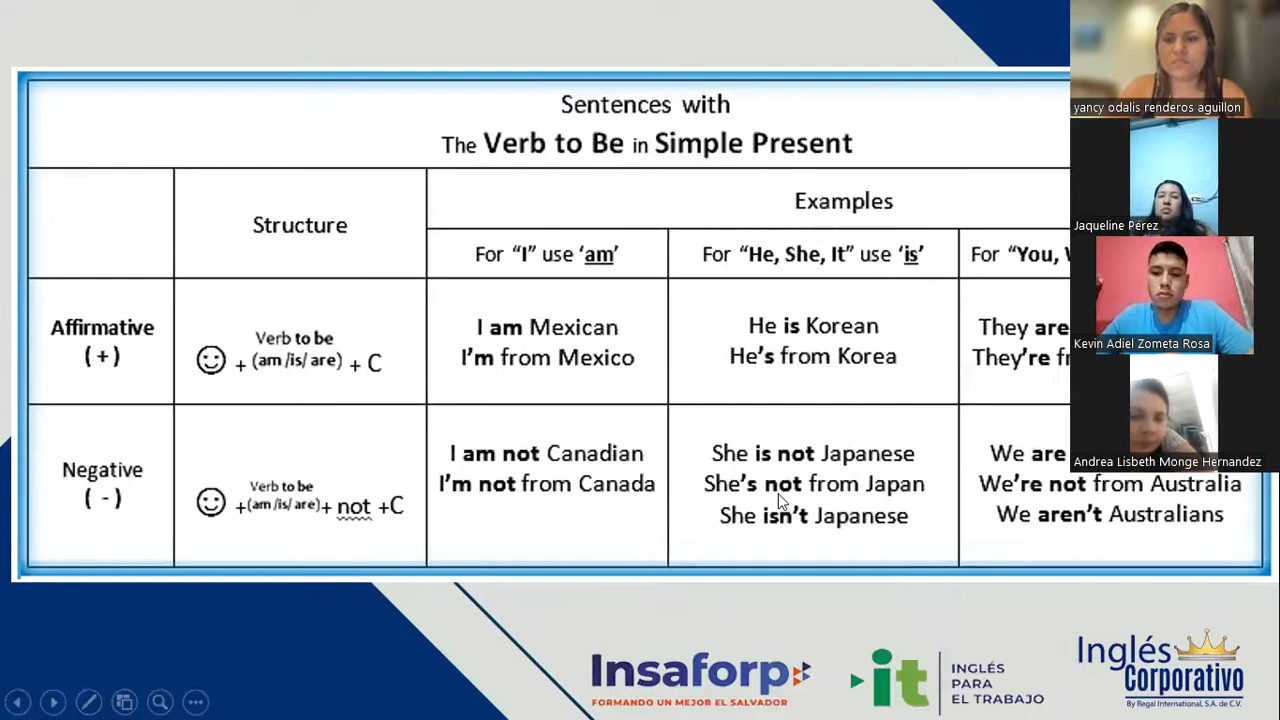 Sentences with
The Verb to Be in Simple Present
Structure
Examples
For “I” use ‘am’
For “He, She, It” use ‘is’
For “You,
Affirmative
( + )
Verb to be
+ (am /is/ are) + C
I am Mexican
I’m from Mexico
He is Korean
He’s from Korea
They are
They’re
Negative
( - )
Verb to be
+(am/is/ are)+ not +C
I am not Canadian
I’m not from Canada
She is not Japanese
She’s not from Japan
She isn’t Japanese
We are
We’re not from Australia
We aren’t Australians
yancy odalis renderos aguillon
Jaqueline Pérez
Kevin Adiel Zometa Rosa
Andrea Lisbeth Monge Hernandez
Insaforp
FORMANDO UN MEJOR EL SALVADOR
it
INGLÉS
PARA
EL TRABAJO
Inglés
Corporativo
By Regal International, S.A. de C.V.